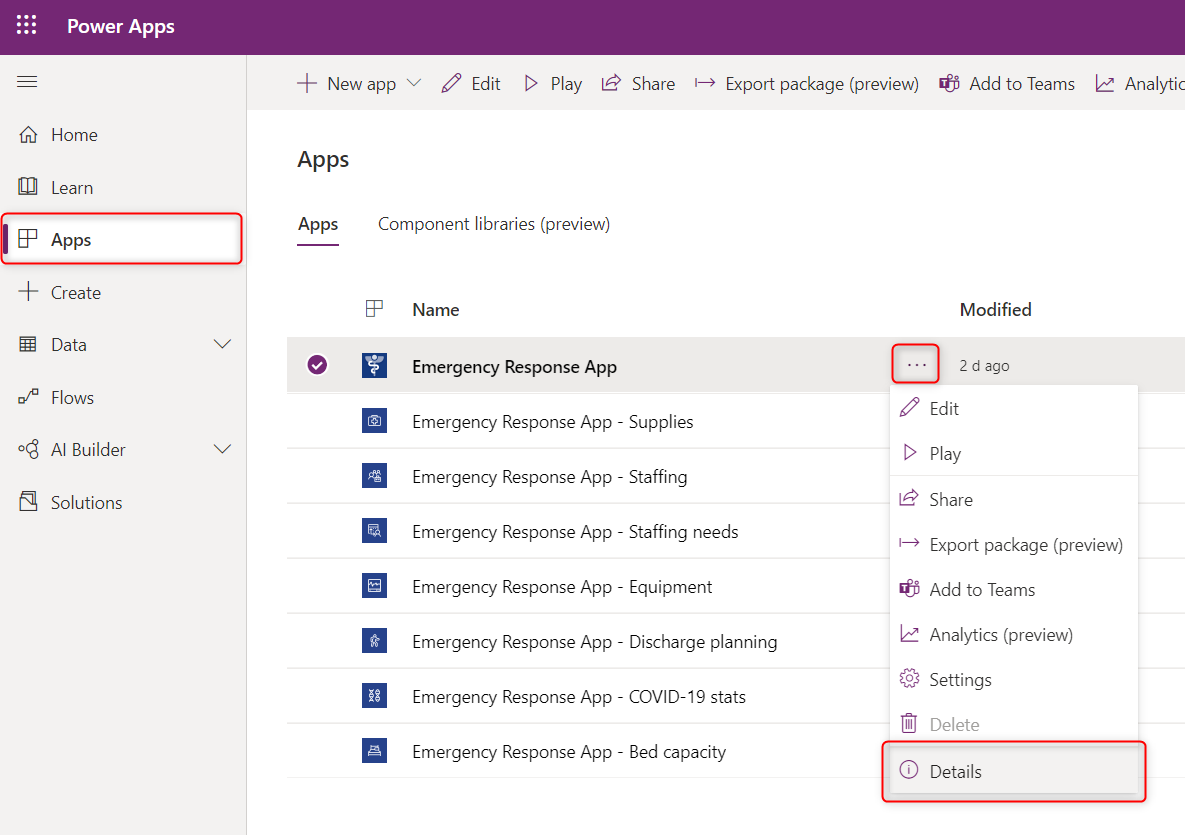 Power Apps
New app Edit Play Share Export package (preview) Add to Teams Analytic
Home
Learn
Apps
Create
Data
Flows
AI Builder
Solutions
Apps
Apps Component libraries (preview)
Name Modified
Emergency Response App ... 2 d ago
Emergency Response App - Supplies
Emergency Response App - Staffing
Emergency Response App - Staffing needs
Emergency Response App - Equipment
Emergency Response App - Discharge planning
Emergency Response App - COVID-19 stats
Emergency Response App - Bed capacity
Edit
Play
Share
Export package (preview)
Add to Teams
Analytics (preview)
Settings
Delete
Details